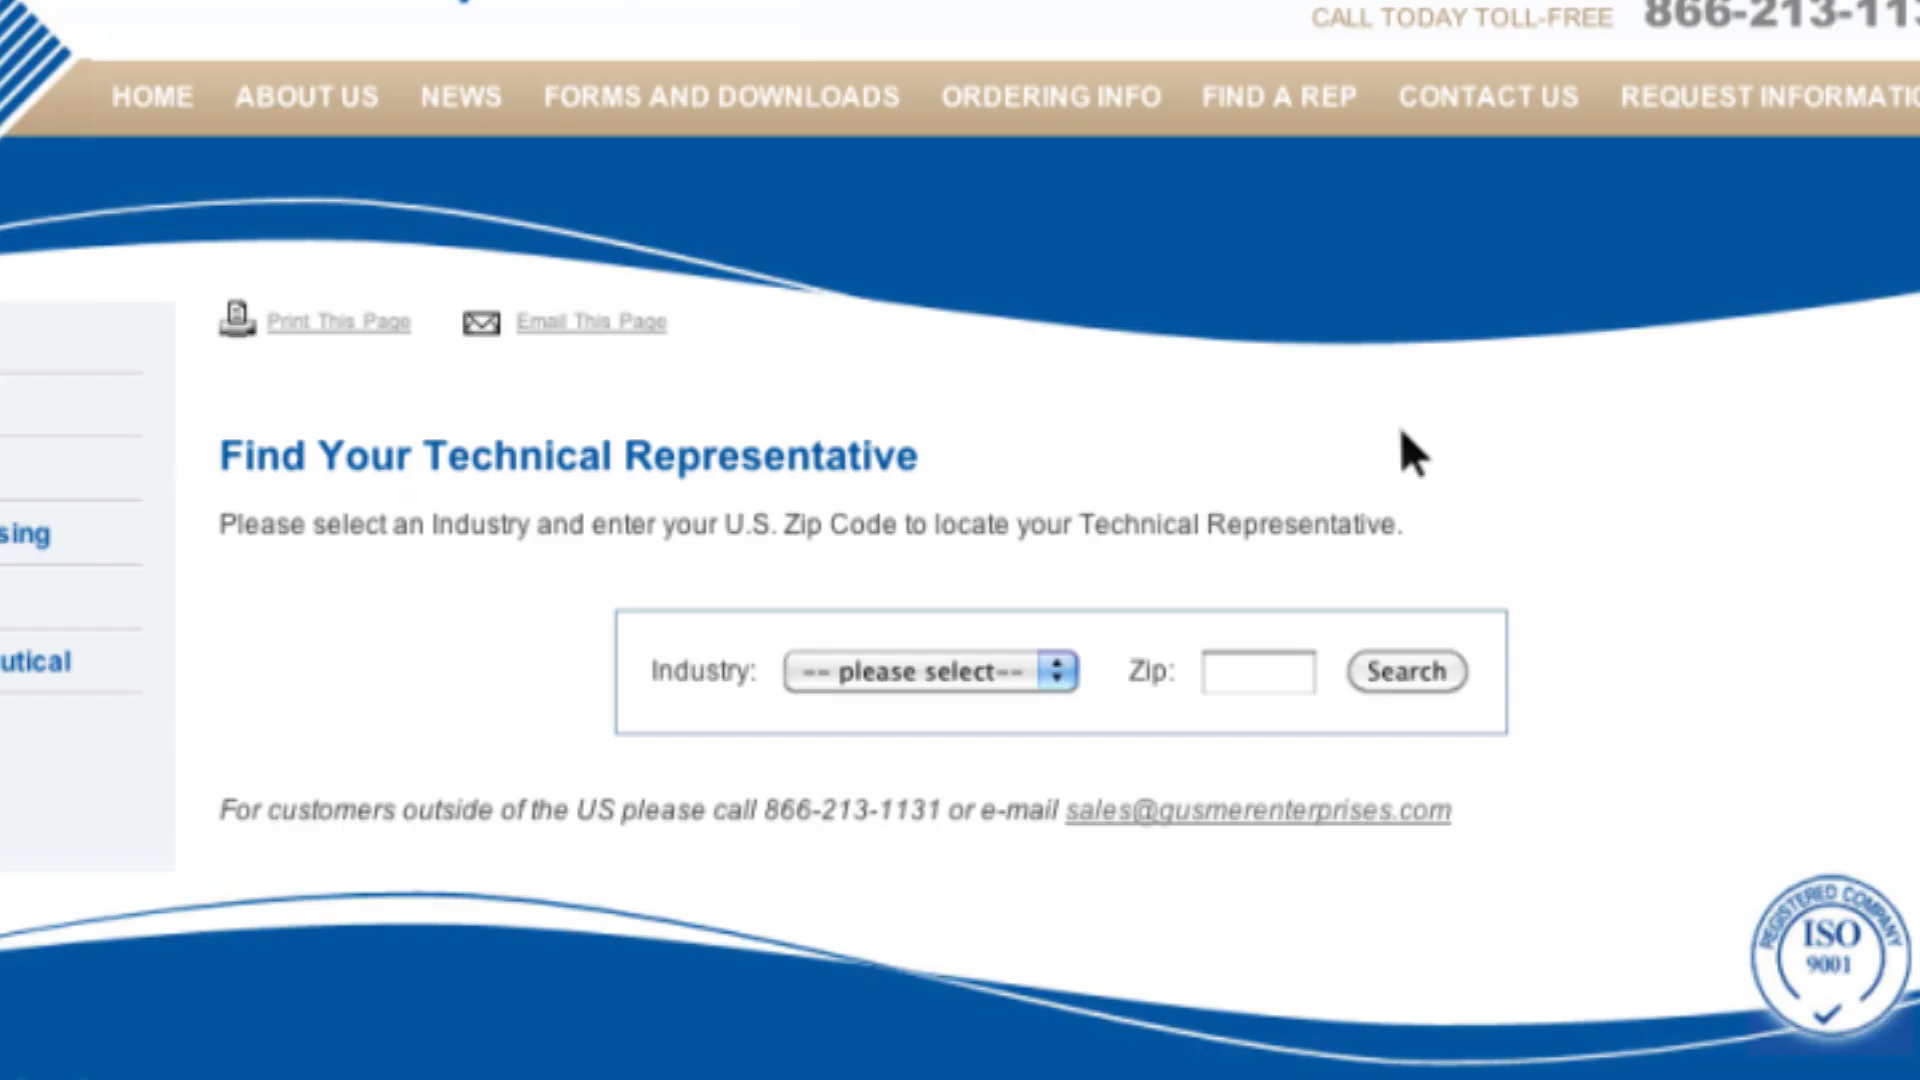 CALL TODAY TOLL-FREE 866-213-113
HOME ABOUT US NEWS FORMS AND DOWNLOADS ORDERING INFO FIND A REP CONTACT US REQUEST INFORMATIO
Print This Page Email This Page
Find Your Technical Representative
Please select an Industry and enter your U.S. Zip Code to locate your Technical Representative.
sing
Industry: -- please select-- Zip: Search
utical
For customers outside of the US please call 866-213-1131 or e-mail sales@gusmerenterprises.com
REGISTERED COMPANY
ISO
9001